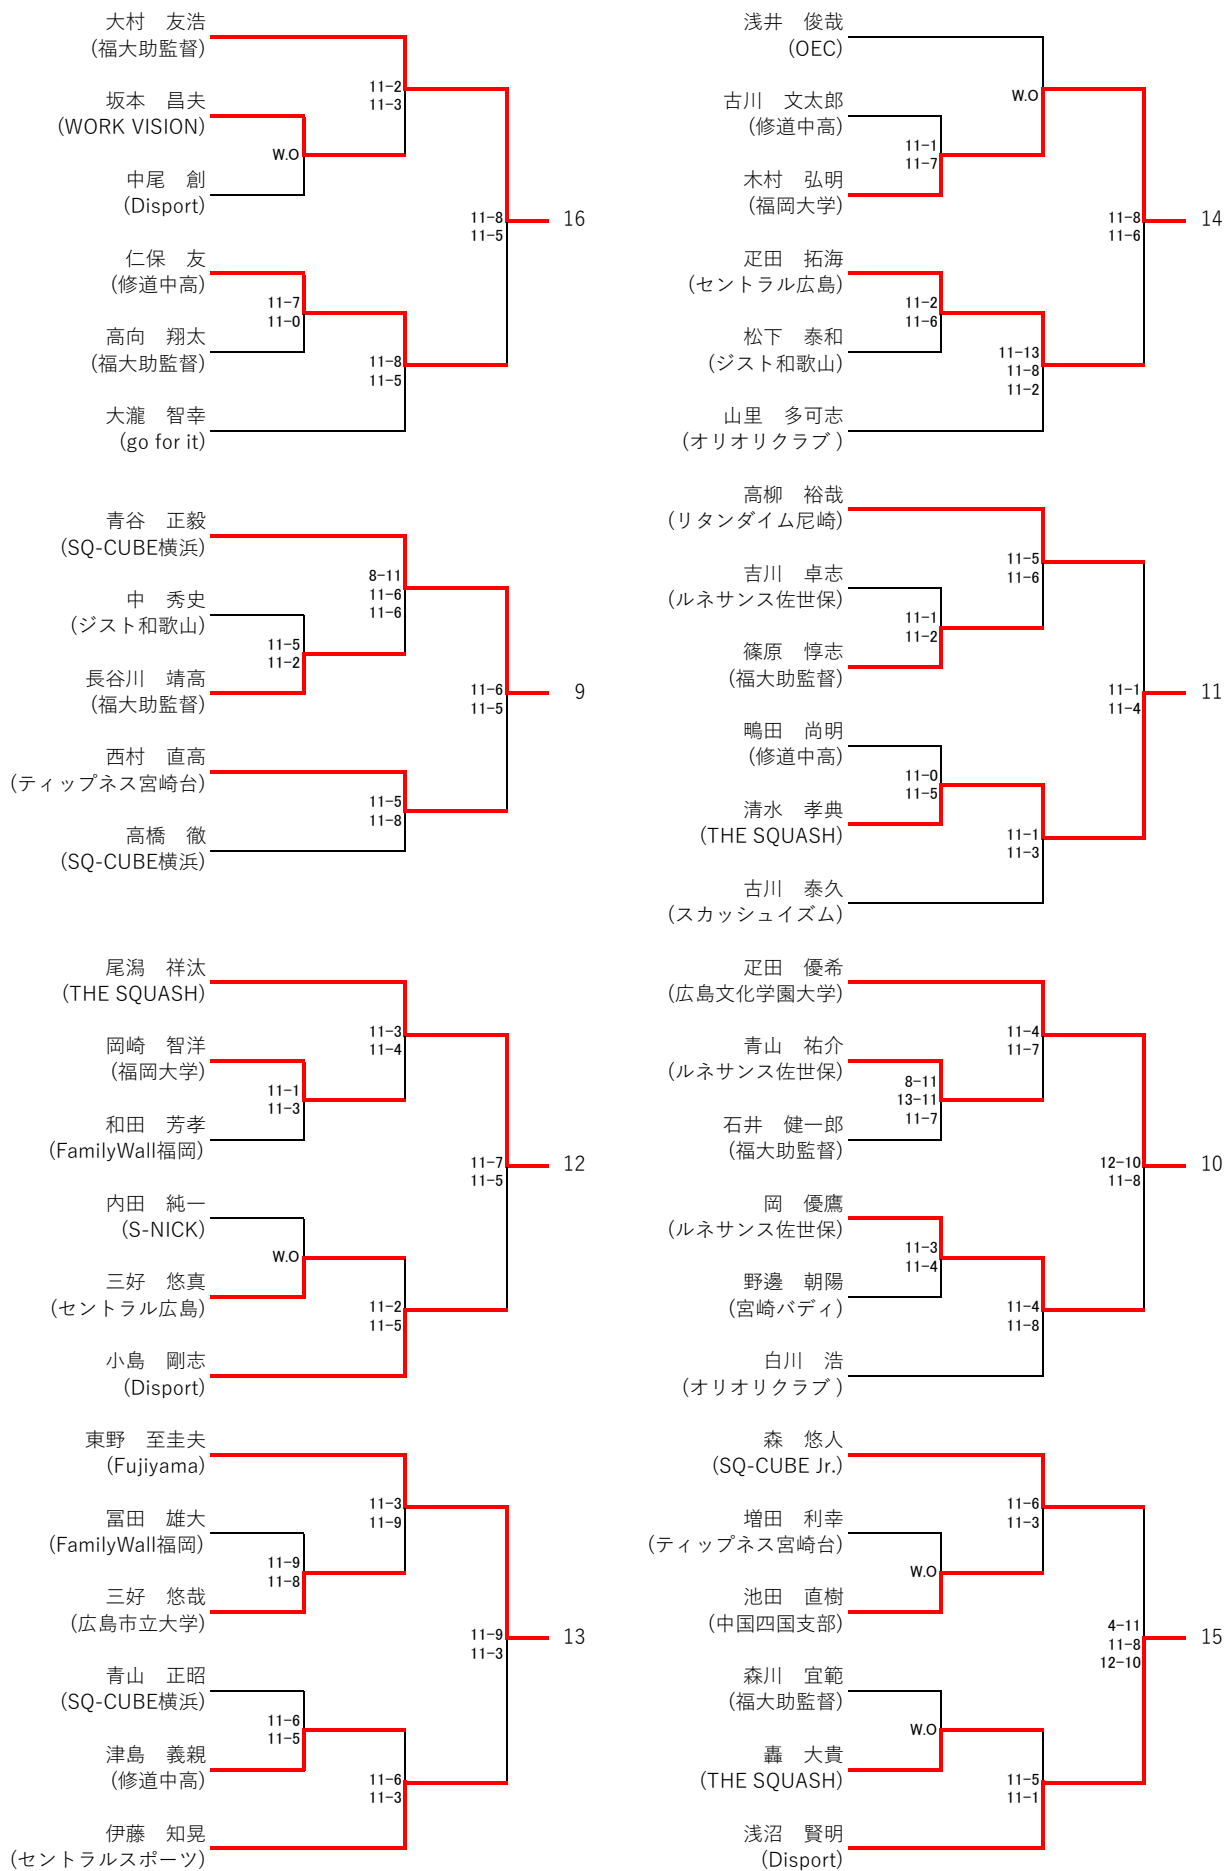 大村　友浩
(福大助監督)
11-2
11-3
坂本　昌夫
(WORK VISION)
W.O
中尾　創
(Disport)
11-8
11-5
16
仁保　友
(修道中高)
11-7
11-0
高向　翔太
(福大助監督)
11-8
11-5
大瀧　智幸
(go for it)
浅井　俊哉
(OEC)
W.O
古川　文太郎
(修道中高)
11-1
11-7
木村　弘明
(福岡大学)
11-8
11-6
14
疋田　拓海
(セントラル広島)
11-2
11-6
松下　泰和
(ジスト和歌山)
11-13
11-8
11-2
山里　多可志
(オリオリクラブ)
青谷　正毅
(SQ-CUBE横浜)
8-11
11-6
11-6
中　秀史
(ジスト和歌山)
11-5
11-2
長谷川　靖高
(福大助監督)
11-6
11-5
9
西村　直高
(ティップネス宮崎台)
11-5
11-8
高橋　徹
(SQ-CUBE横浜)
高柳　裕哉
(リタンダイム尼崎)
11-5
11-6
吉川　卓志
(ルネサンス佐世保)
11-1
11-2
篠原　惇志
(福大助監督)
11-1
11-4
11
鴫田　尚明
(修道中高)
11-0
11-5
清水　孝典
(THE SQUASH)
11-1
11-3
古川　泰久
(スカッシュイズム)
尾潟　祥汰
(THE SQUASH)
11-3
11-4
岡崎　智洋
(福岡大学)
11-1
11-3
和田　芳孝
(FamilyWall福岡)
11-7
11-5
12
内田　純一
(S-NICK)
W.O
三好　悠真
(セントラル広島)
11-2
11-5
小島　剛志
(Disport)
疋田　優希
(広島文化学園大学)
11-4
11-7
青山　祐介
(ルネサンス佐世保)
8-11
13-11
11-7
石井　健一郎
(福大助監督)
12-10
11-8
10
岡　優鷹
(ルネサンス佐世保)
11-3
11-4
野邊　朝陽
(宮崎バディ)
11-4
11-8
白川　浩
(オリオリクラブ)
東野　至圭夫
(Fujiyama)
11-3
11-9
冨田　雄大
(FamilyWall福岡)
11-9
11-8
三好　悠哉
(広島市立大学)
11-9
11-3
13
青山　正昭
(SQ-CUBE横浜)
11-6
11-5
津島　義親
(修道中高)
11-6
11-3
伊藤　知晃
(セントラルスポーツ)
森　悠人
(SQ-CUBE Jr.)
11-6
11-3
増田　利幸
(ティップネス宮崎台)
W.O
池田　直樹
(中国四国支部)
4-11
11-8
12-10
15
森川　宜範
(福大助監督)
W.O
轟　大貴
(THE SQUASH)
11-5
11-1
浅沼　賢明
(Disport)